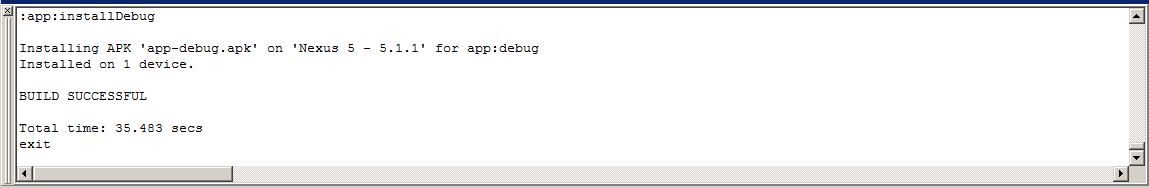 :app:installDebug
Installing APK 'app-debug.apk' on 'Nexus 5 - 5.1.1' for app:debug
Installed on 1 device.
BUILD SUCCESSFUL
Total time: 35.483 secs
exit